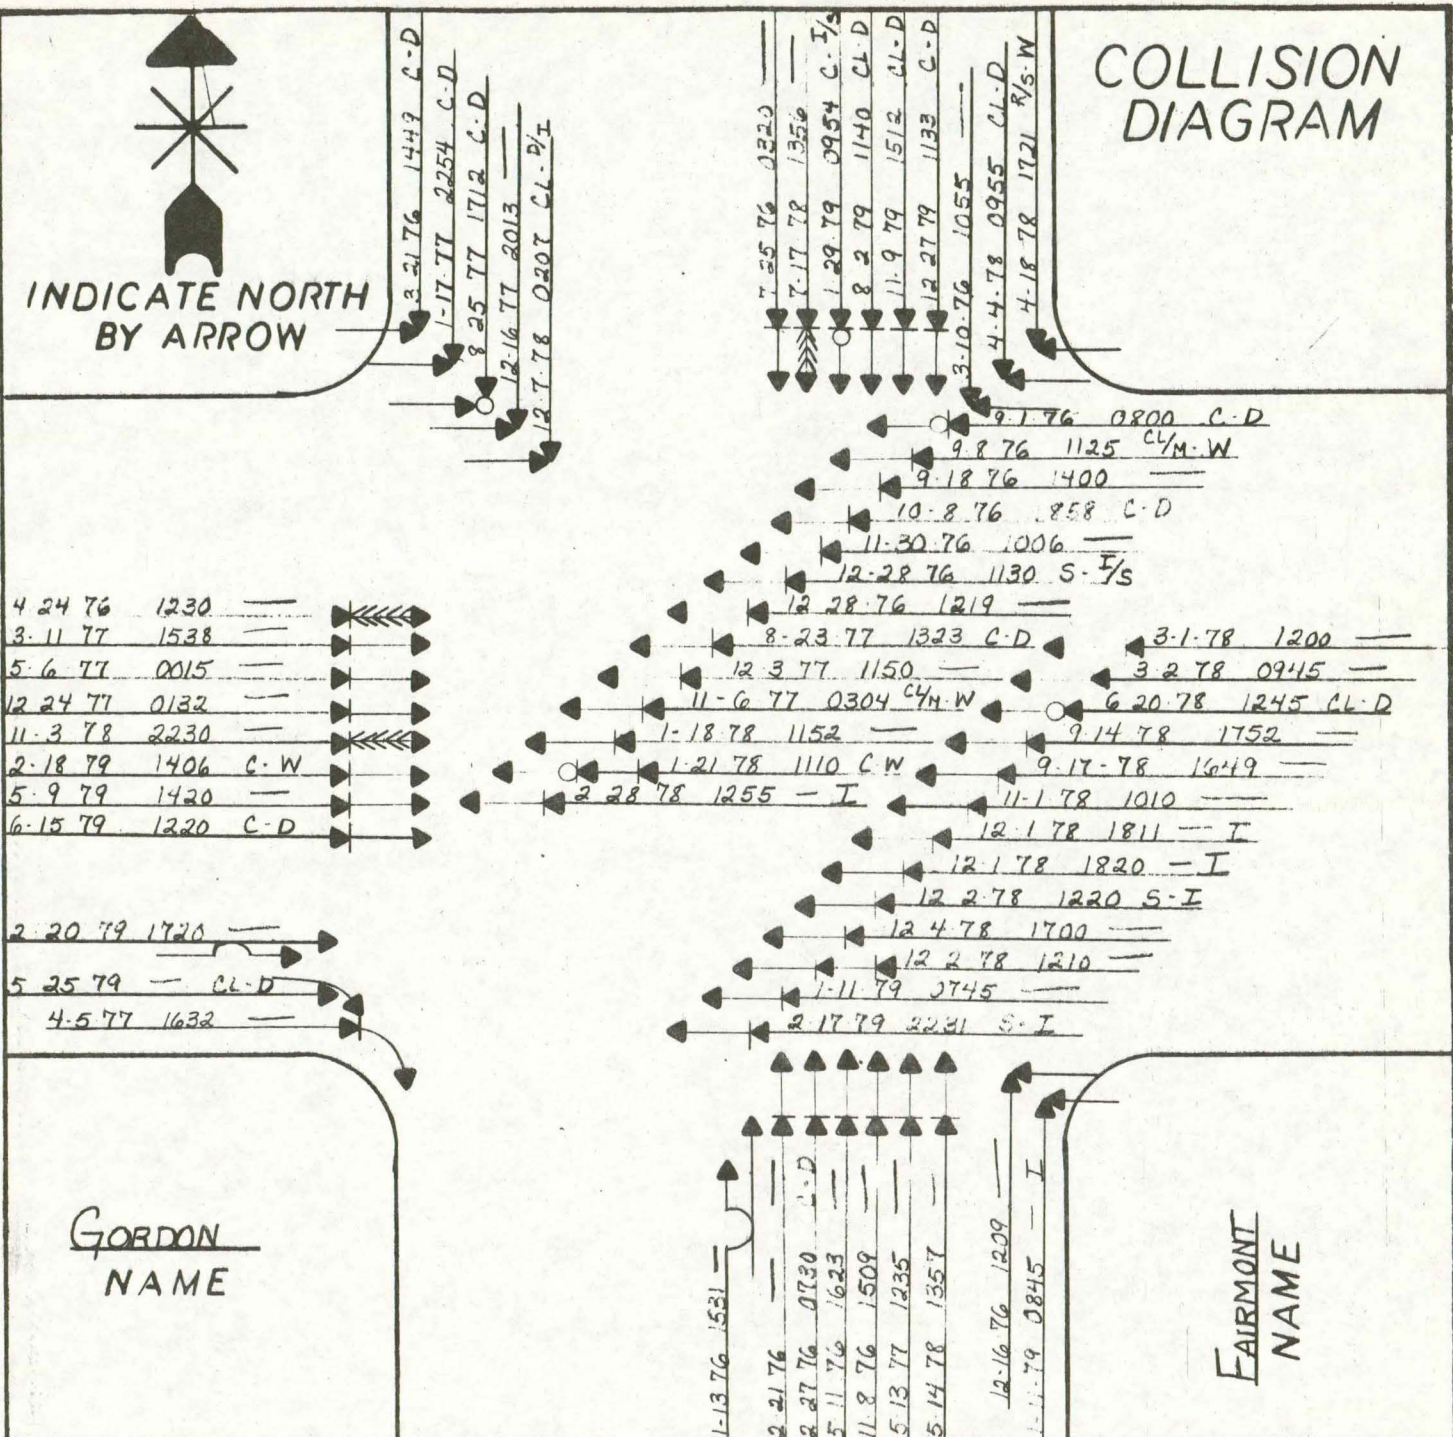 COLLISION
DIAGRAM
INDICATE NORTH
BY ARROW
3 21 76 1449 C-D
1-17-77 2254 C-D
8 25 77 1712 C-D
12-16 77 2013 —
12-7-78 0207 CL-D/I
7-25 76 0320 —
7-17 78 1356 —
1-29 79 0954 C-I/S
8 2 79 1140 CL-D
11-9 79 1512 CL-D
12 27 79 1133 C-D
3-10-76 1055 —
4-4-78 0955 CL-D
4-18 78 1721 R/S-W
9-1-76 0800 C-D
9-8 76 1125 CL/M-W
9-18 76 1400 —
10-8 76 1858 C-D
11-30-76 1006 —
12-28 76 1130 S-I/S
12 28-76 1219 —
8-23-77 1323 C-D
12 3 77 1150 —
11-6 77 0304 CL/M-W
1-18-78 1152 —
1-21-78 1110 C W
2 28 78 1255 — I
3-1-78 1200 —
3 2 78 0945 —
6 20-78 1245 CL-D
9 14 78 1752 —
9-17-78 1649 —
11-1 78 1010 —
12-1 78 1811 — I
12-1 78 1820 — I
12 2-78 1220 S-I
12 4-78 1700 —
12 2 78 1210 —
1-11 79 0745 —
2-17 79 2231 S-I
4 24 76 1230 —
3-11 77 1538 —
5-6 77 0015 —
12 24 77 0132 —
11-3 78 2230 —
2-18 79 1406 C-W
5-9 79 1420 —
6-15 79 1220 C-D
2 20 79 1720 —
5 25 79 — CL-D
4-5 77 1632 —
1-13 76 1531 —
2-21 76 — —
2 27 76 0730 C-D
5-11-76 1623 —
11-8 76 1509 —
5-13 77 1235 —
5-14 78 1357 —
12-16 76 1209 —
1-11-79 0845 — I
GORDON
NAME
FAIRMONT
NAME